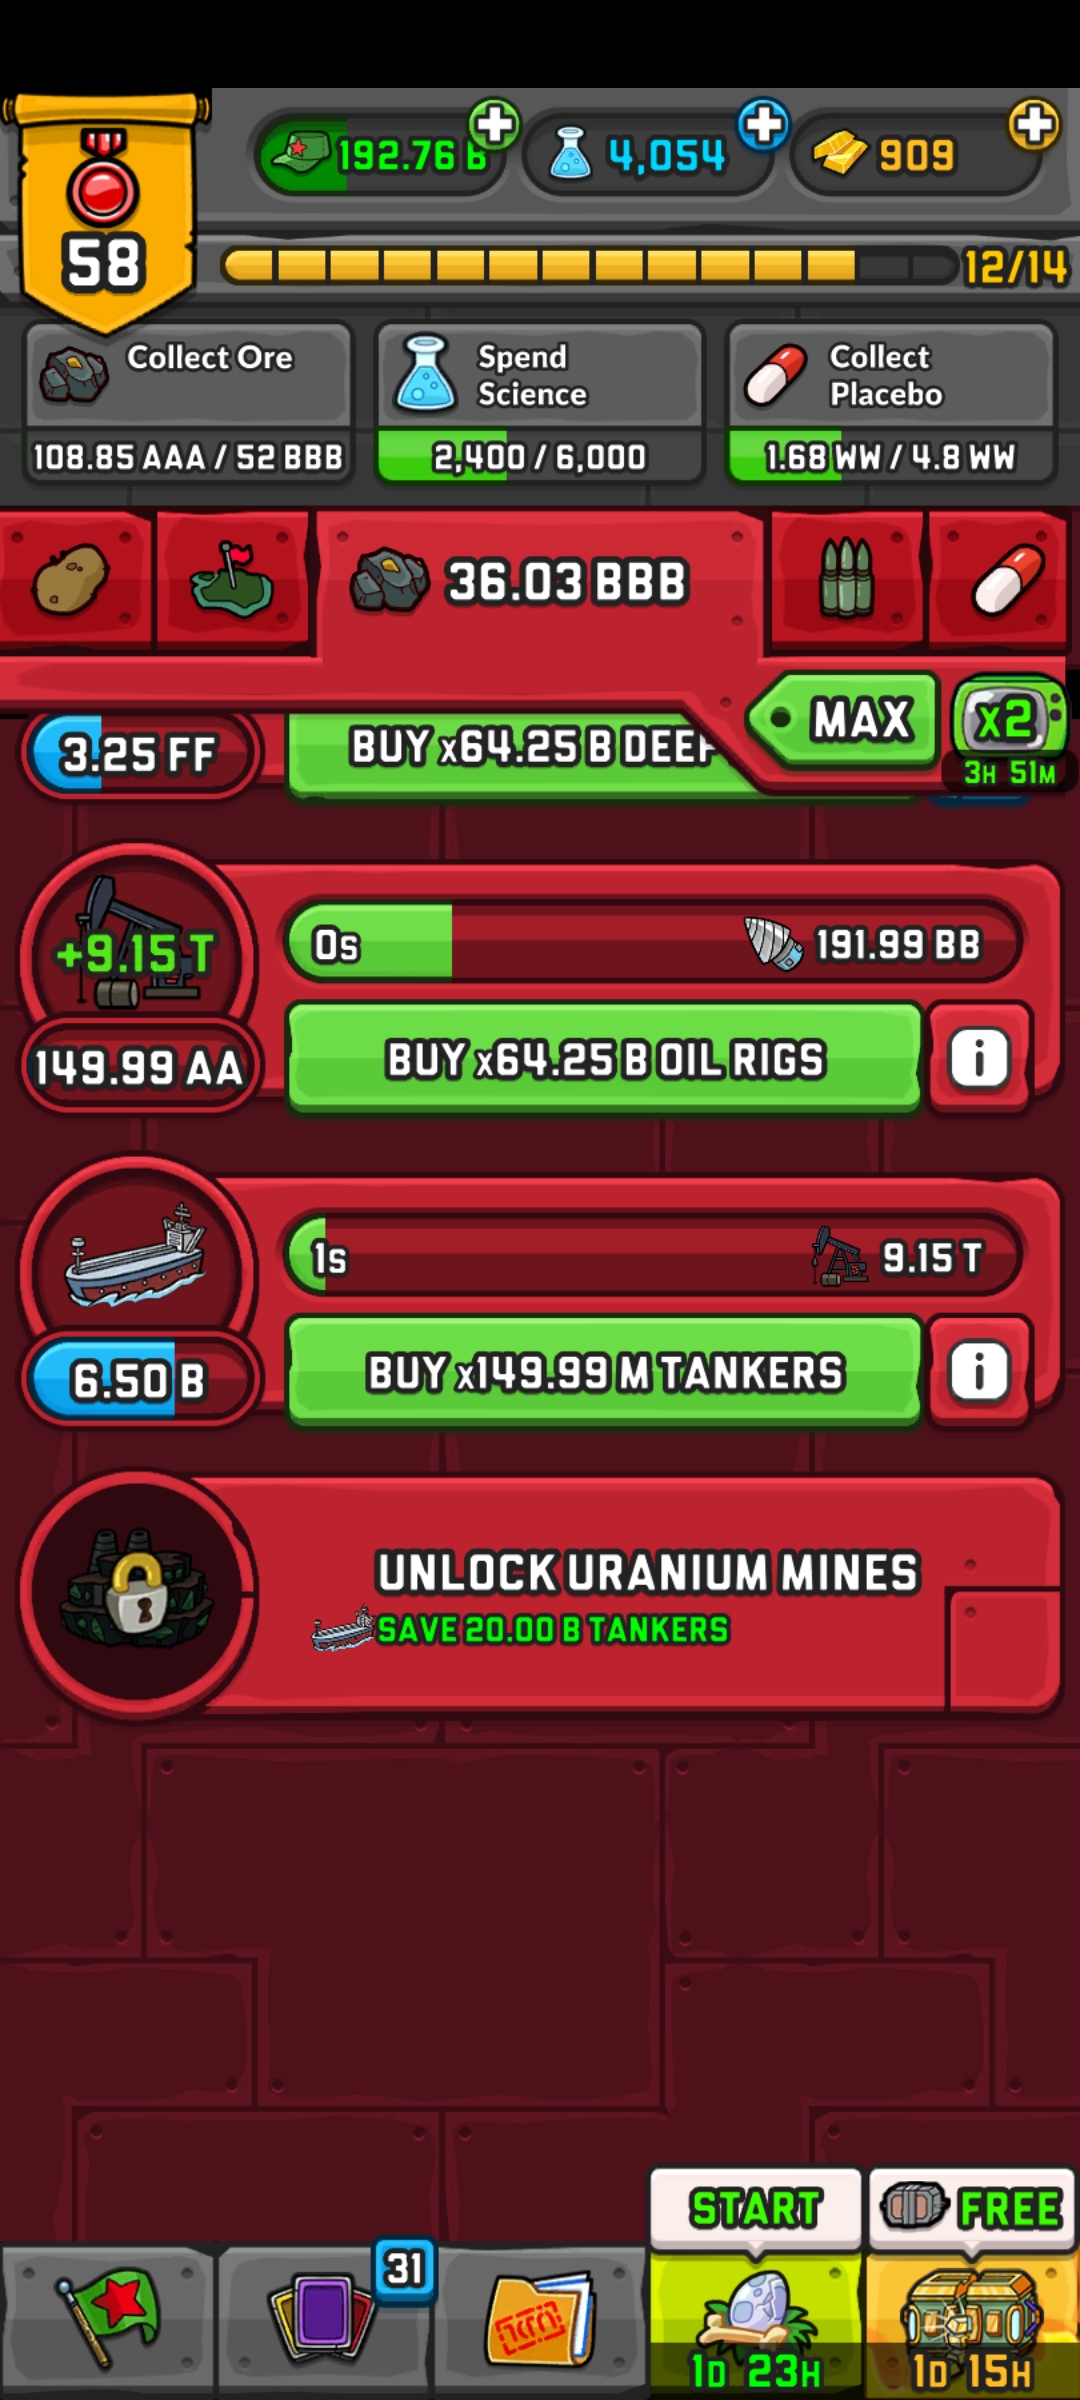 58
192.76 B
4,054
909
12/14
Collect Ore
108.85 AAA / 52 BBB
Spend
Science
2,400 / 6,000
Collect
Placebo
1.68 WW / 4.8 WW
36.03 BBB
MAX
x2
3H 51M
3.25 FF
BUY x64.25 B DEEP
+9.15 T
149.99 AA
0s
191.99 BB
BUY x64.25 B OIL RIGS
i
6.50 B
1s
9.15 T
BUY x149.99 M TANKERS
i
UNLOCK URANIUM MINES
SAVE 20.00 B TANKERS
31
START
1D 23H
FREE
1D 15H